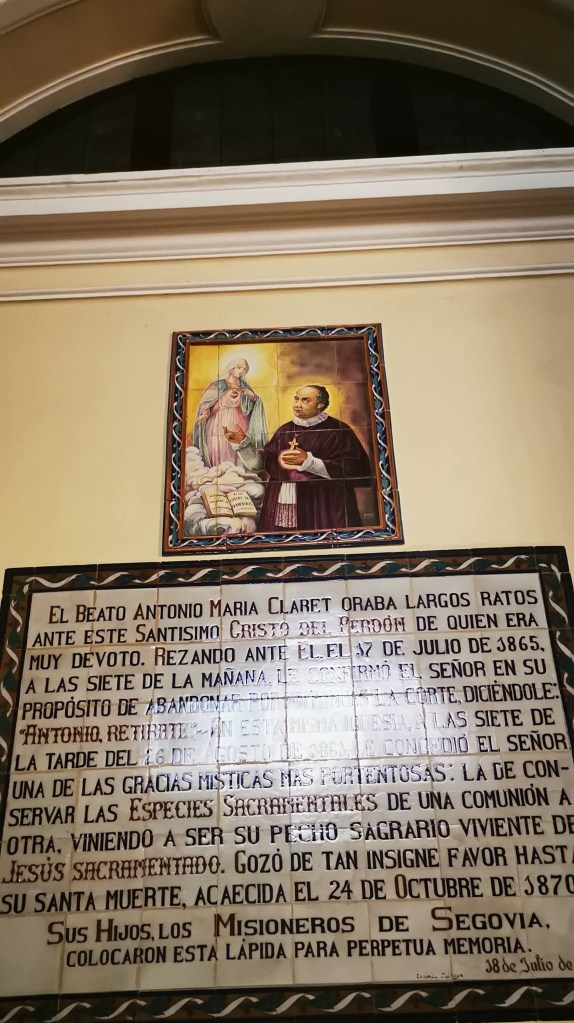 EL BEATO ANTONIO MARIA CLARET ORABA LARGOS RATOS
ANTE ESTE SANTISIMO CRISTO DEL PERDÓN DE QUIEN ERA
MUY DEVOTO. REZANDO ANTE ÉL, EL 17 DE JULIO DE 1865,
A LAS SIETE DE LA MAÑANA, LE CONFIRMÓ EL SEÑOR EN SU
PROPÓSITO DE ABANDONAR POR ENTONCES LA CORTE, DICIÉNDOLE:
"ANTONIO, RETIRATE".-EN ESTA MISMA IGLESIA, A LAS SIETE DE
LA TARDE DEL 26 DE AGOSTO DE LE CONCEDIÓ EL SEÑOR
UNA DE LAS GRACIAS MISTICAS MAS PORTENTOSAS: LA DE CON-
SERVAR LAS ESPECIES SACRAMENTALES DE UNA COMUNIÓN A
OTRA, VINIENDO A SER SU PECHO SAGRARIO VIVIENTE DE
JESÚS SACRAMENTADO. GOZÓ DE TAN INSIGNE FAVOR HASTA
SU SANTA MUERTE, ACAECIDA EL 24 DE OCTUBRE DE 1870
SUS HIJOS, LOS MISIONEROS DE SEGOVIA,
COLOCARON ESTA LÁPIDA PARA PERPETUA MEMORIA.
18 de Julio de